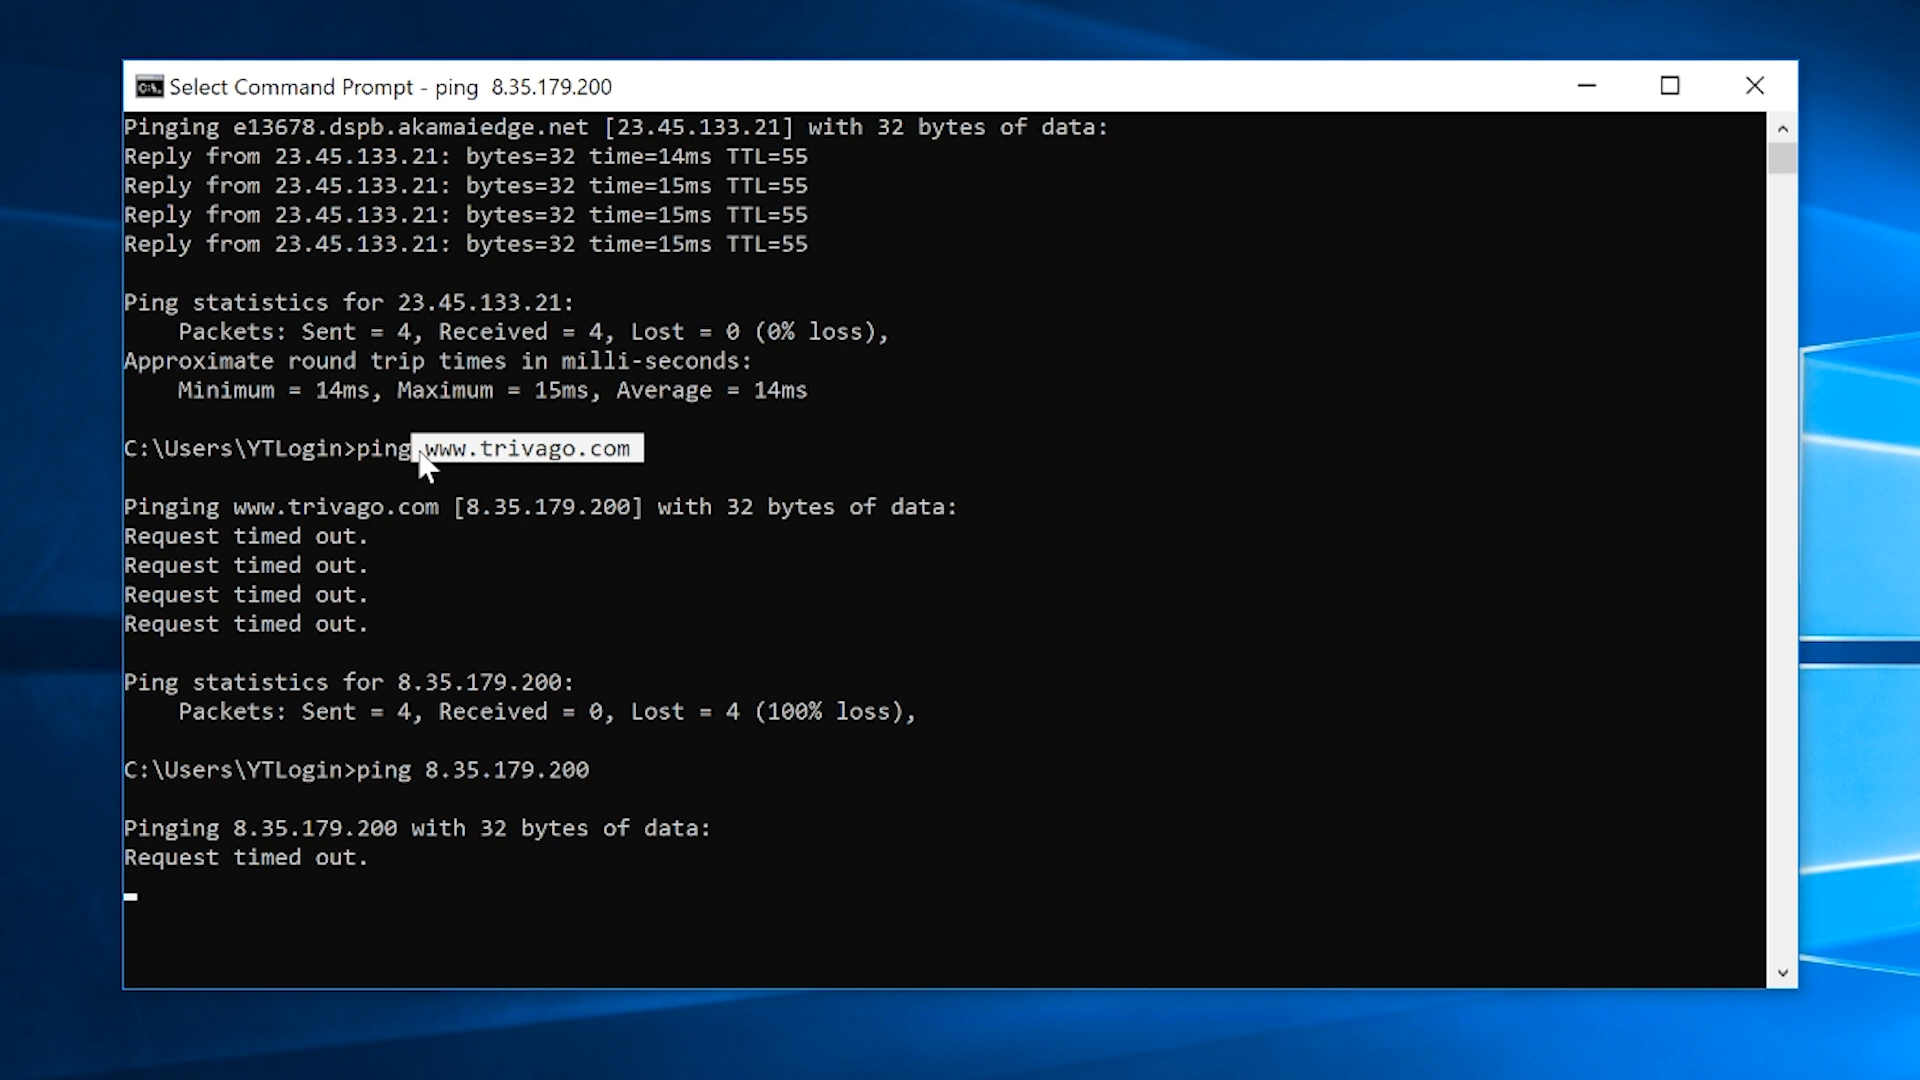 Select Command Prompt - ping  8.35.179.200
Pinging e13678.dspb.akamaiedge.net [23.45.133.21] with 32 bytes of data:
Reply from 23.45.133.21: bytes=32 time=14ms TTL=55
Reply from 23.45.133.21: bytes=32 time=15ms TTL=55
Reply from 23.45.133.21: bytes=32 time=15ms TTL=55
Reply from 23.45.133.21: bytes=32 time=15ms TTL=55
Ping statistics for 23.45.133.21:
    Packets: Sent = 4, Received = 4, Lost = 0 (0% loss),
Approximate round trip times in milli-seconds:
    Minimum = 14ms, Maximum = 15ms, Average = 14ms
C:\Users\YTLogin>ping www.trivago.com
Pinging www.trivago.com [8.35.179.200] with 32 bytes of data:
Request timed out.
Request timed out.
Request timed out.
Request timed out.
Ping statistics for 8.35.179.200:
    Packets: Sent = 4, Received = 0, Lost = 4 (100% loss),
C:\Users\YTLogin>ping 8.35.179.200
Pinging 8.35.179.200 with 32 bytes of data:
Request timed out.